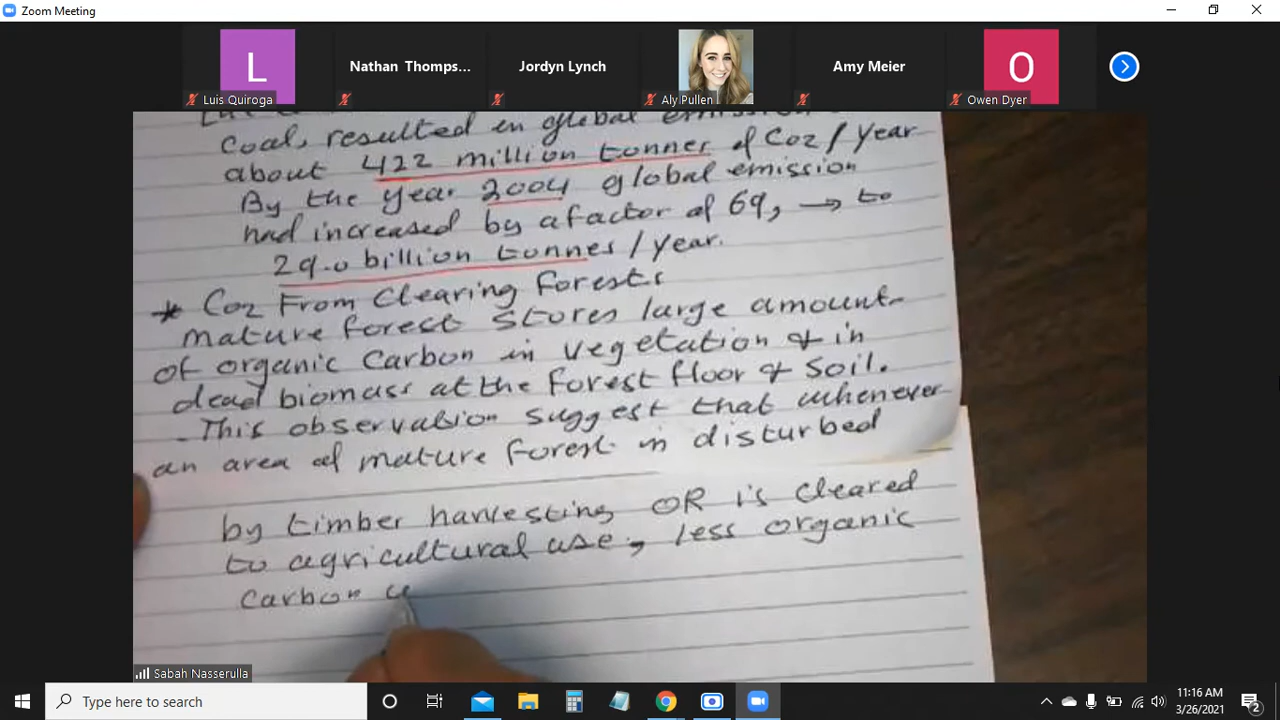 Zoom Meeting
L
Nathan Thomps...
Jordyn Lynch
Amy Meier
O
Luis Quiroga
Aly Pullen
Owen Dyer
Coal, resulted in global emission
about 422 million tonner of Co2 / Year
By the year 2004 global emission
had increased by a factor of 69, → to
29.0 billion tonnes / year.
* Co2 From Clearing Forests
mature forest stores large amount
of organic Carbon in vegetation & in
dead biomass at the forest floor & Soil.
- This observation suggest that whenever
an area of mature forest in disturbed
by timber harvesting OR is cleared
to agricultural use, less organic
Carbon
Sabah Nasserulla
Type here to search
11:16 AM
3/26/2021
2